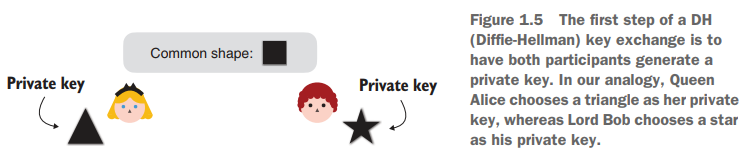 Common shape:
Private key
Private key
Figure 1.5 The first step of a DH
(Diffie-Hellman) key exchange is to
have both participants generate a
private key. In our analogy, Queen
Alice chooses a triangle as her private
key, whereas Lord Bob chooses a star
as his private key.